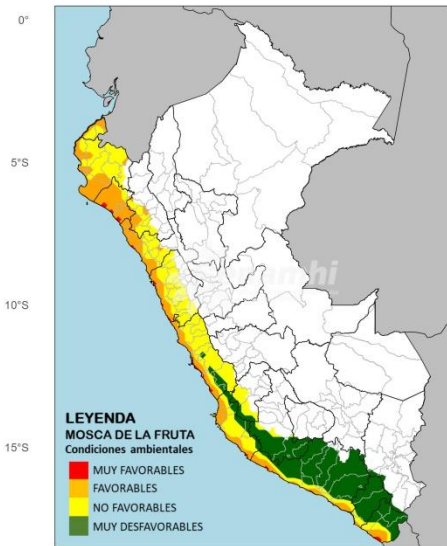 0°
5°S
10°S
15°S
LEYENDA
MOSCA DE LA FRUTA
Condiciones ambientales
MUY FAVORABLES
FAVORABLES
NO FAVORABLES
MUY DESFAVORABLES